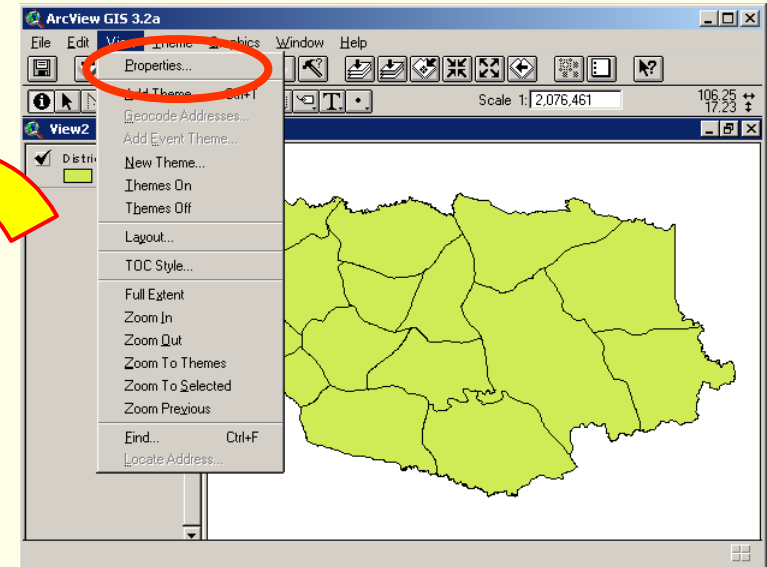 ArcView GIS 3.2a
File Edit View Theme Graphics Window Help
Properties...
Scale 1: 2,076,461
106.25
17.23
Add Theme... Ctrl+T
Geocode Addresses...
View2
Add Event Theme...
Distri
New Theme...
Themes On
Themes Off
Layout...
TOC Style...
Full Extent
Zoom In
Zoom Out
Zoom To Themes
Zoom To Selected
Zoom Previous
Find... Ctrl+F
Locate Address...